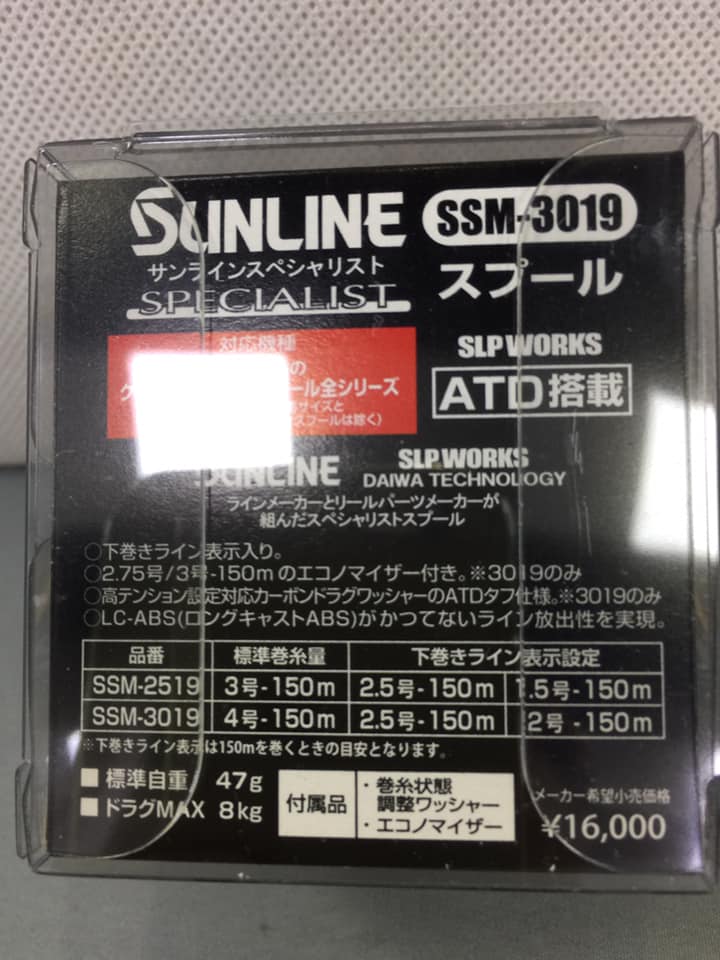 SUNLINE
SSM-3019
サンラインスペシャリスト
スプール
SPECIALIST
対応機種
SLPWORKS
の
ール全シリーズ
サイズと
スプールは除く)
ATD搭載
SUNLINE
SLPWORKS
DAIWA TECHNOLOGY
ラインメーカーとリールパーツメーカーが
組んだスペシャリストスプール
○下巻きライン表示入り。
○2.75号/3号-150mのエコノマイザー付き。※3019のみ
○高テンション設定対応カーボンドラグワッシャーのATDタフ仕様。※3019のみ
○LC-ABS(ロングキャストABS)がかつてないライン放出性を実現。
品番 標準巻糸量 下巻きライン表示設定
SSM-2519 3号-150m 2.5号-150m 1.5号-150m
SSM-3019 4号-150m 2.5号-150m 2号-150m
※下巻きライン表示は150mを巻くときの目安となります。
■標準自重 47g
■ドラグMAX 8kg
付属品
・巻糸状態
調整ワッシャー
・エコノマイザー
メーカー希望小売価格
¥16,000